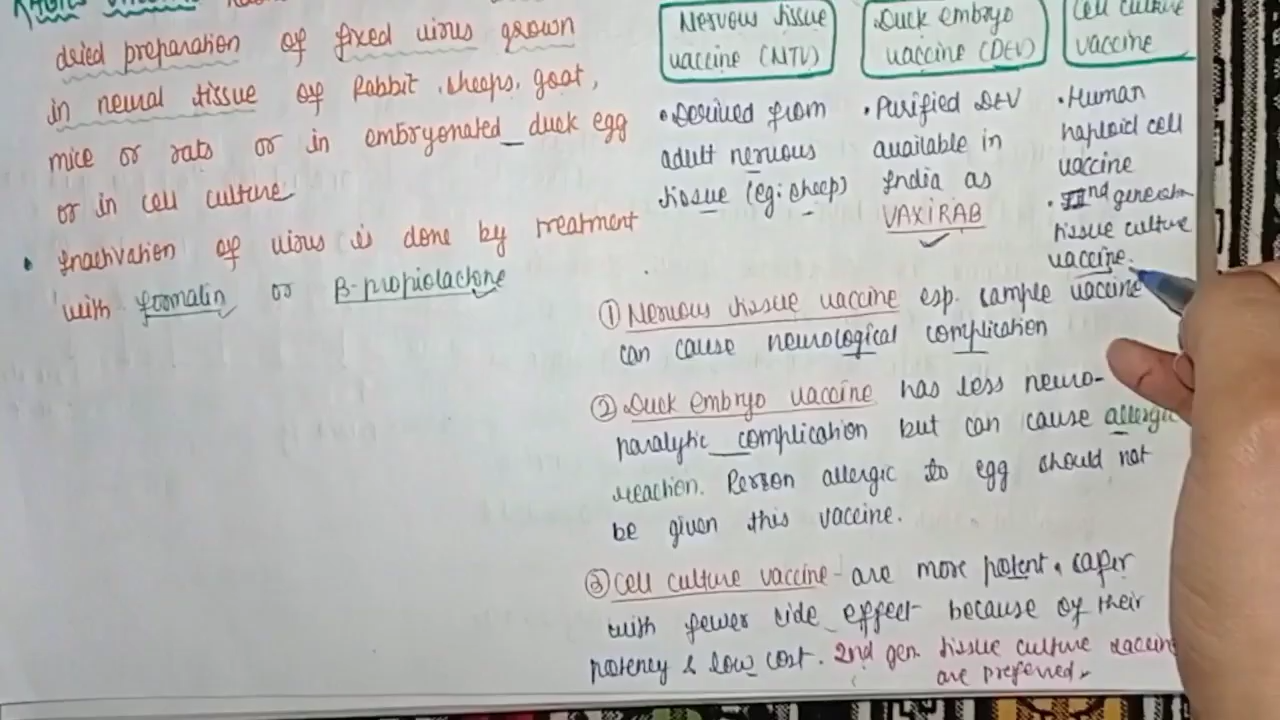 RABIES VACCINE
dried preparation of fixed virus grown
in neural tissue of Rabbit, sheeps, goat,
mice or rats or in embryonated duck egg
or in cell culture
• Inactivation of virus is done by treatment
with fromalin or β-propiolactone
Nervous tissue
vaccine (NTV)
• Derived from
adult nervous
tissue (eg: sheep)
Duck embryo
vaccine (DEV)
• Purified DEV
available in
India as
VAXIRAB
Cell culture
vaccine
• Human
haploid cell
vaccine
• IInd generatn
tissue culture
vaccine.
① Nervous tissue vaccine esp. sample vaccine
can cause neurological complication
② Duck embryo vaccine has less neuro-
paralytic complication but can cause allergic
reaction. Person allergic to egg should not
be given this vaccine.
③ Cell culture vaccine - are more potent, safer
with fewer side effect because of their
potency & low cost. 2nd gen. tissue culture vaccine
are preferred.